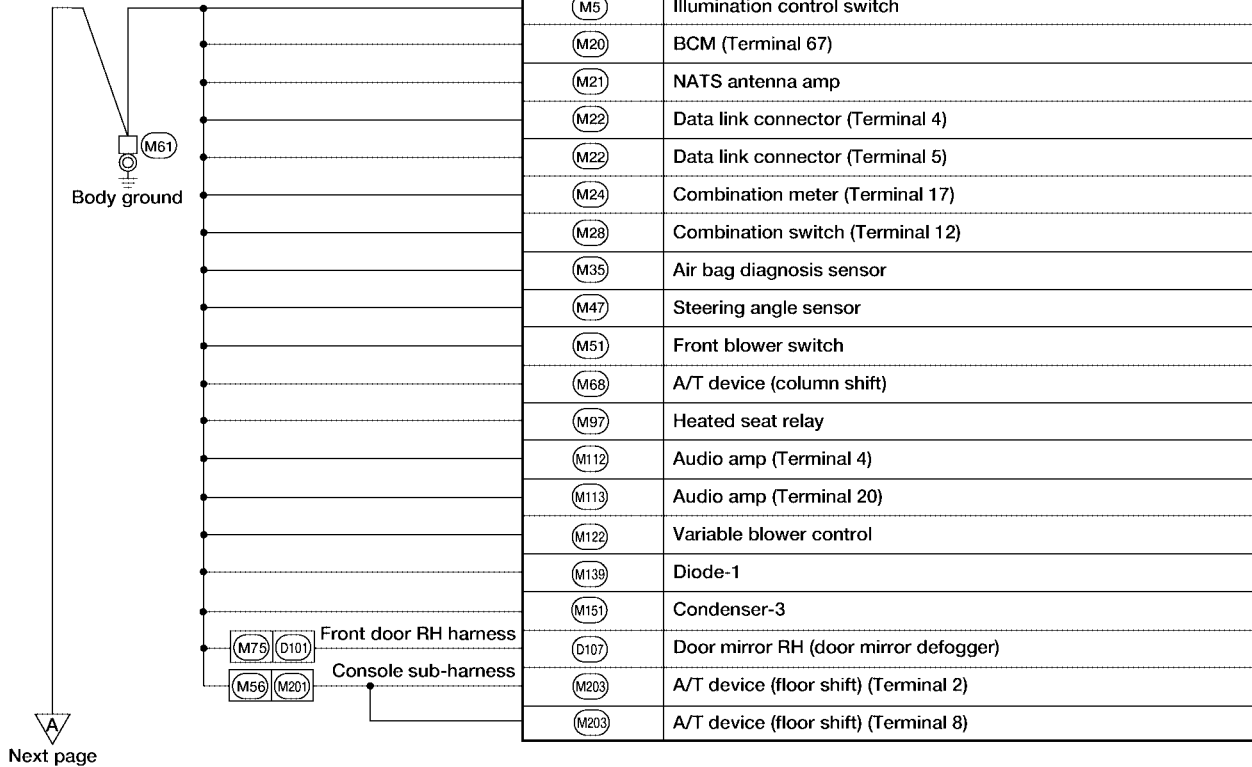 M5 Illumination control switch
M20 BCM (Terminal 67)
M21 NATS antenna amp
M22 Data link connector (Terminal 4)
M61
M22 Data link connector (Terminal 5)
Body ground
M24 Combination meter (Terminal 17)
M28 Combination switch (Terminal 12)
M35 Air bag diagnosis sensor
M47 Steering angle sensor
M51 Front blower switch
M68 A/T device (column shift)
M97 Heated seat relay
M112 Audio amp (Terminal 4)
M113 Audio amp (Terminal 20)
M122 Variable blower control
M139 Diode-1
M151 Condenser-3
M75 D101 Front door RH harness
D107 Door mirror RH (door mirror defogger)
M56 M201 Console sub-harness
M203 A/T device (floor shift) (Terminal 2)
M203 A/T device (floor shift) (Terminal 8)
A
Next page